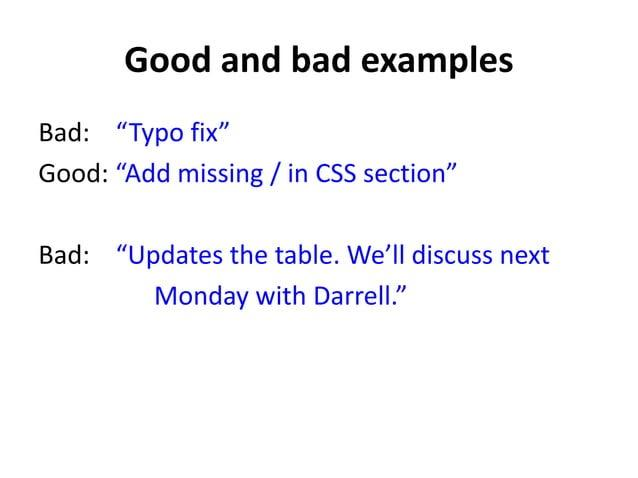 Good and bad examples
Bad: “Typo fix”
Good: “Add missing / in CSS section”
Bad: “Updates the table. We’ll discuss next
Monday with Darrell.”